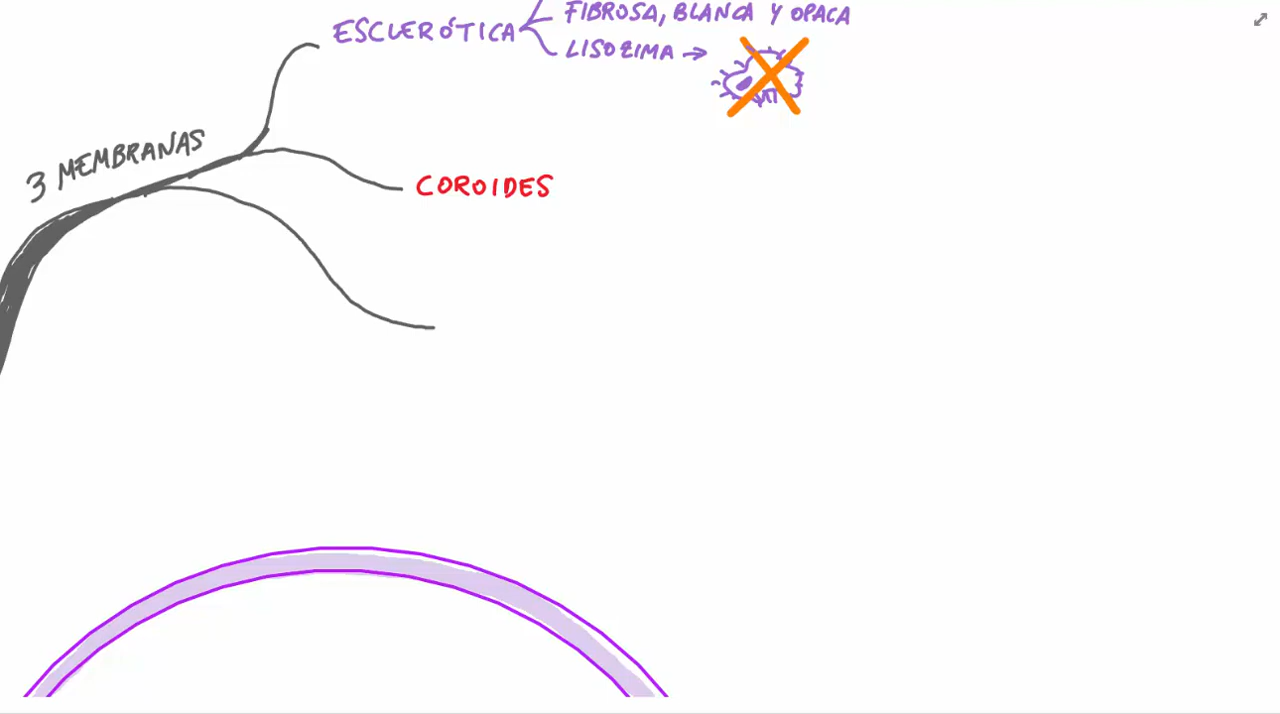 FIBROSA, BLANCA Y OPACA
ESCLERÓTICA
LISOZIMA →
3 MEMBRANAS
COROIDES